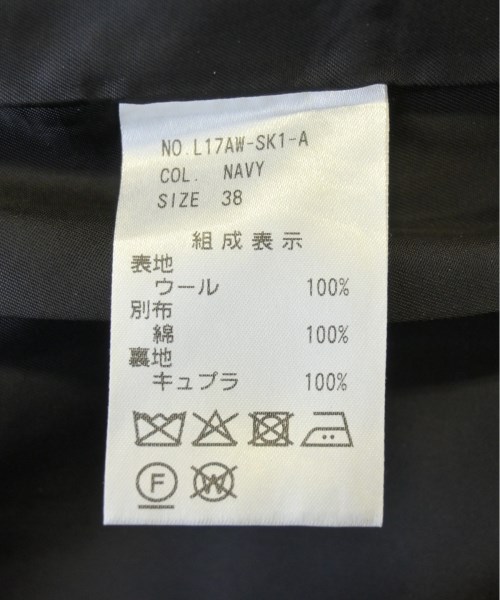 NO.L17AW-SK1-A
COL. NAVY
SIZE 38
組成表示
表地
ウール 100%
別布
綿 100%
裏地
キュプラ 100%
F W